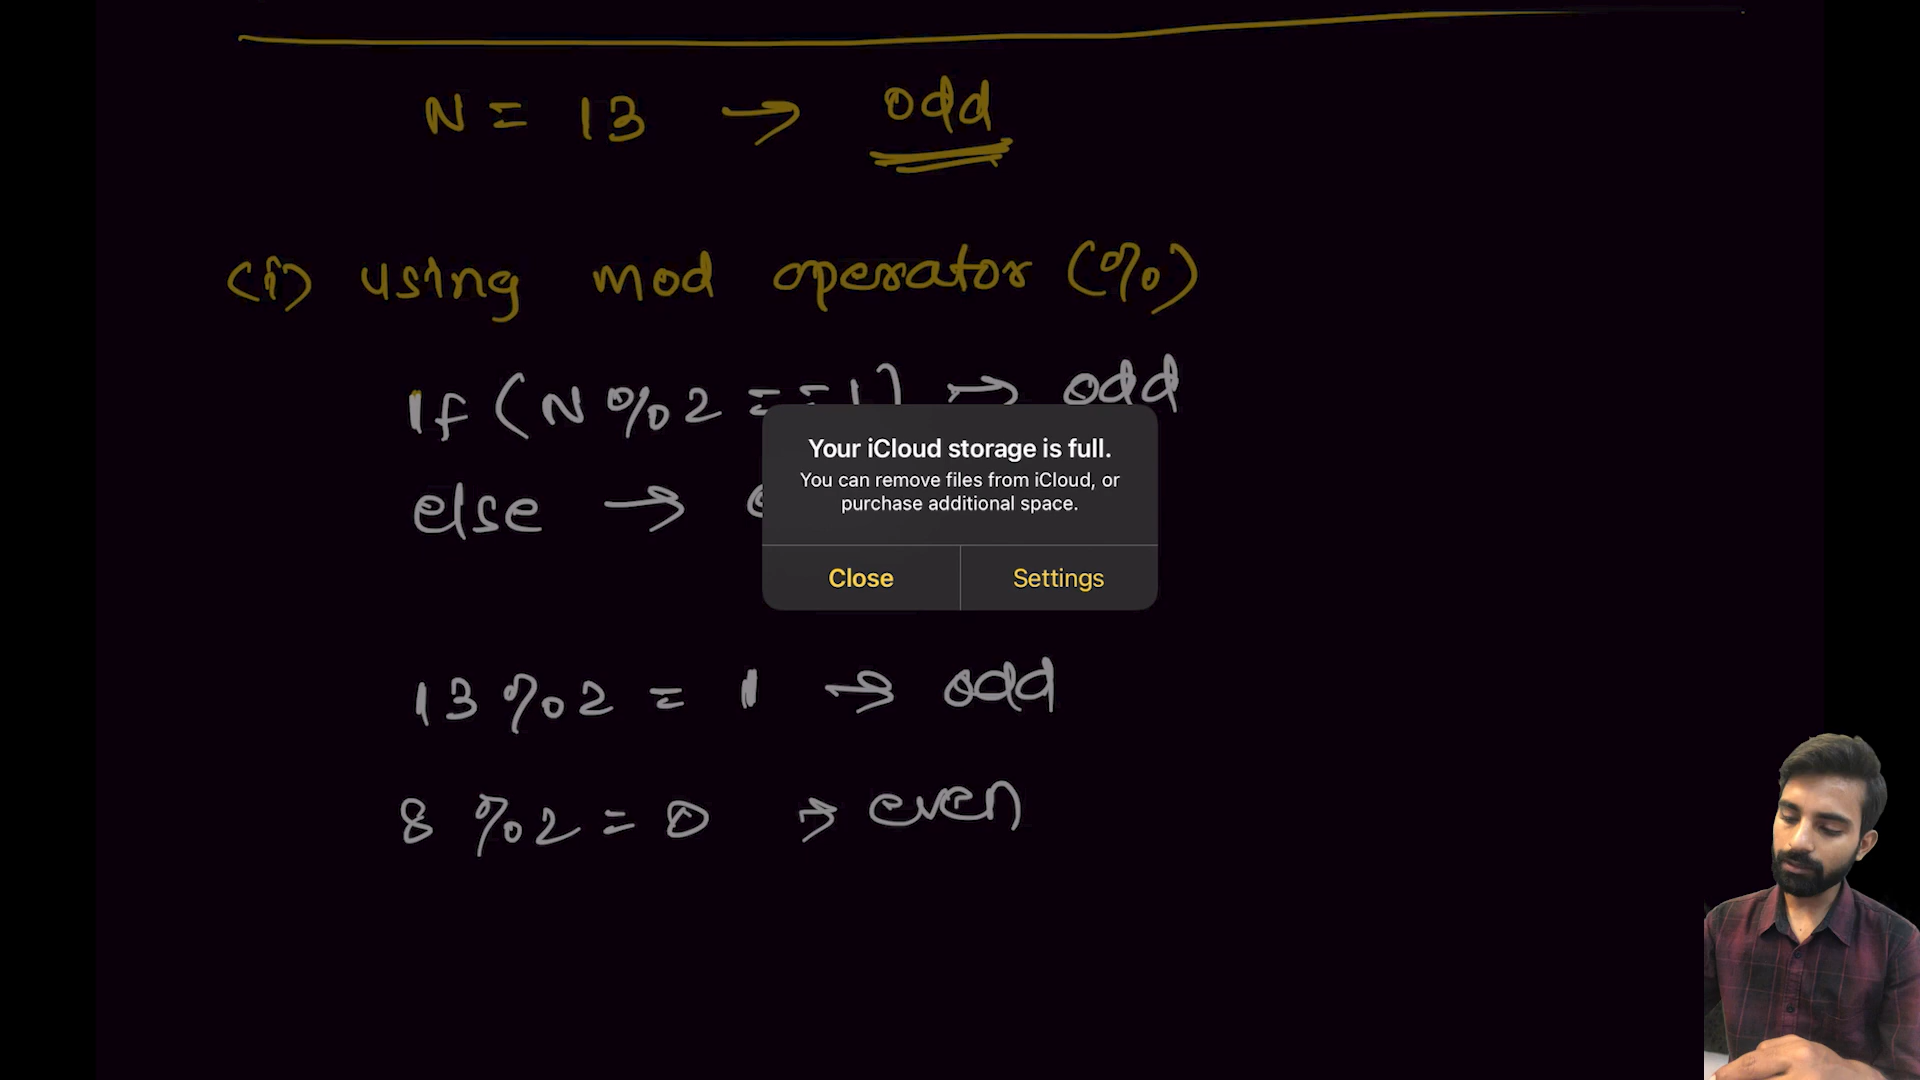 N = 13 → odd
(i) using mod operator (%)
If (N%2 == 1) → odd
else →
Your iCloud storage is full.
You can remove files from iCloud, or
purchase additional space.
Close Settings
13 % 2 = 1 → odd
8 % 2 = 0 → even